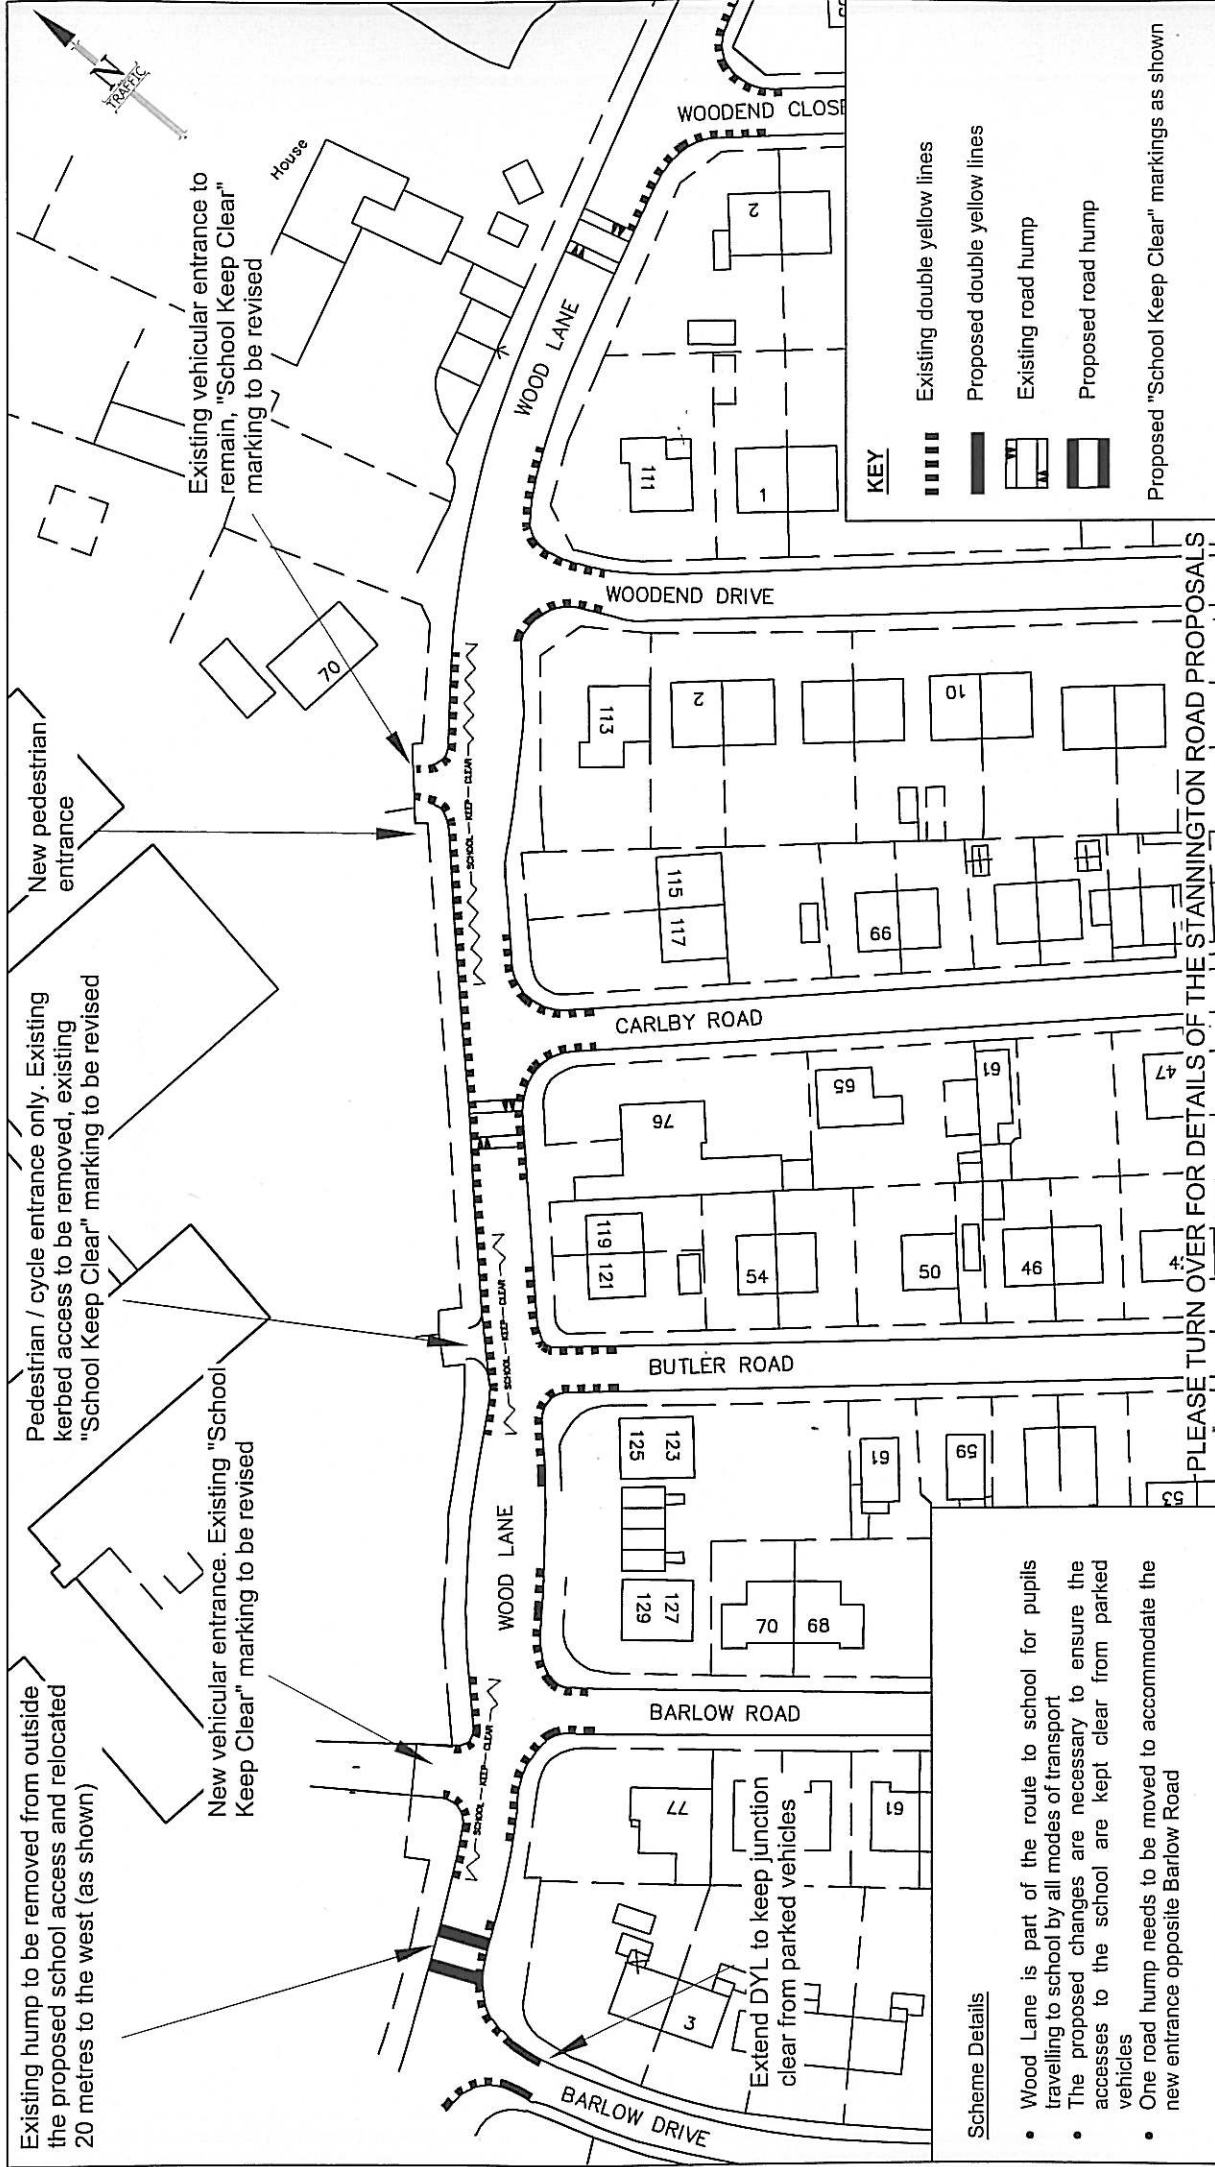 Existing hump to be removed from outside
the proposed school access and relocated
20 metres to the west (as shown)
New vehicular entrance. Existing "School
Keep Clear" marking to be revised
Pedestrian / cycle entrance only. Existing
kerbed access to be removed, existing
"School Keep Clear" marking to be revised
New pedestrian
entrance
Existing vehicular entrance to
remain, "School Keep Clear"
marking to be revised
N
TRAFFIC
House
70
SCHOOL KEEP CLEAR
SCHOOL KEEP CLEAR
SCHOOL KEEP CLEAR
WOOD LANE
WOOD LANE
BARLOW DRIVE
BARLOW ROAD
BUTLER ROAD
CARLBY ROAD
WOODEND DRIVE
WOODEND CLOSE
Extend DYL to keep junction
clear from parked vehicles
3
77
61
129
127
125
123
70
68
61
59
53
121
119
54
50
46
76
65
61
47
117
115
66
113
2
10
111
1
2
KEY
Existing double yellow lines
Proposed double yellow lines
Existing road hump
Proposed road hump
Proposed "School Keep Clear" markings as shown
Scheme Details
• Wood Lane is part of the route to school for pupils
travelling to school by all modes of transport
• The proposed changes are necessary to ensure the
accesses to the school are kept clear from parked
vehicles
• One road hump needs to be moved to accommodate the
new entrance opposite Barlow Road
PLEASE TURN OVER FOR DETAILS OF THE STANNINGTON ROAD PROPOSALS